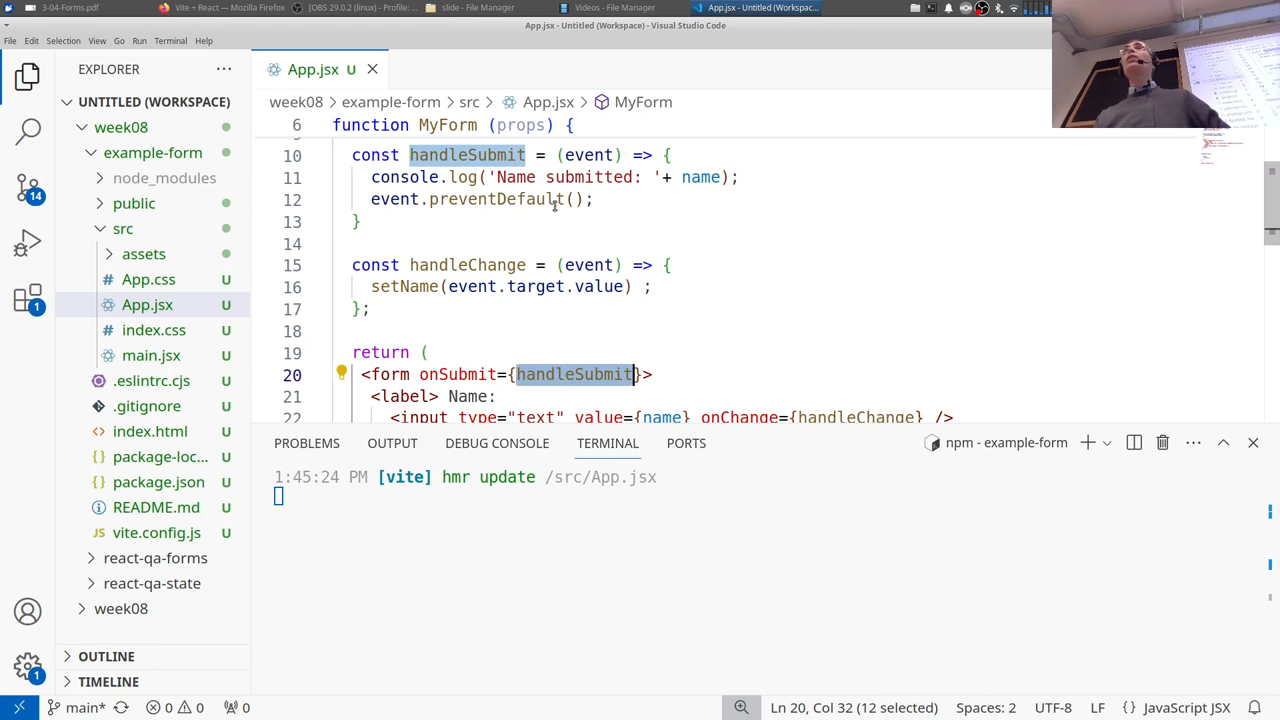 3-04-Forms.pdf
Vite + React — Mozilla Firefox
[OBS 29.0.2 (linux) - Profile:
Slide - File Manager
Videos - File Manager
App.jsx - Untitled (Workspace)
App.jsx - Untitled (Workspace) - Visual Studio Code
File Edit Selection View Go Run Terminal Help
EXPLORER
UNTITLED (WORKSPACE)
week08
example-form
node_modules
public
src
assets
App.css U
App.jsx U
index.css U
main.jsx U
.eslintrc.cjs U
.gitignore U
index.html U
package-loc... U
package.json U
README.md U
vite.config.js U
react-qa-forms
react-qa-state
week08
OUTLINE
TIMELINE
14
1
1
App.jsx U
week08 > example-form > src > App.jsx > MyForm
6 function MyForm (props) {
10 const handleSubmit = (event) => {
11 console.log('Name submitted: '+ name);
12 event.preventDefault();
13 }
14
15 const handleChange = (event) => {
16 setName(event.target.value) ;
17 };
18
19 return (
20 <form onSubmit={handleSubmit}>
21 <label> Name:
22 <input type="text" value={name} onChange={handleChange} />
PROBLEMS OUTPUT DEBUG CONSOLE TERMINAL PORTS
npm - example-form
1:45:24 PM [vite] hmr update /src/App.jsx
main* 0 0 0
Ln 20, Col 32 (12 selected) Spaces: 2 UTF-8 LF {} JavaScript JSX